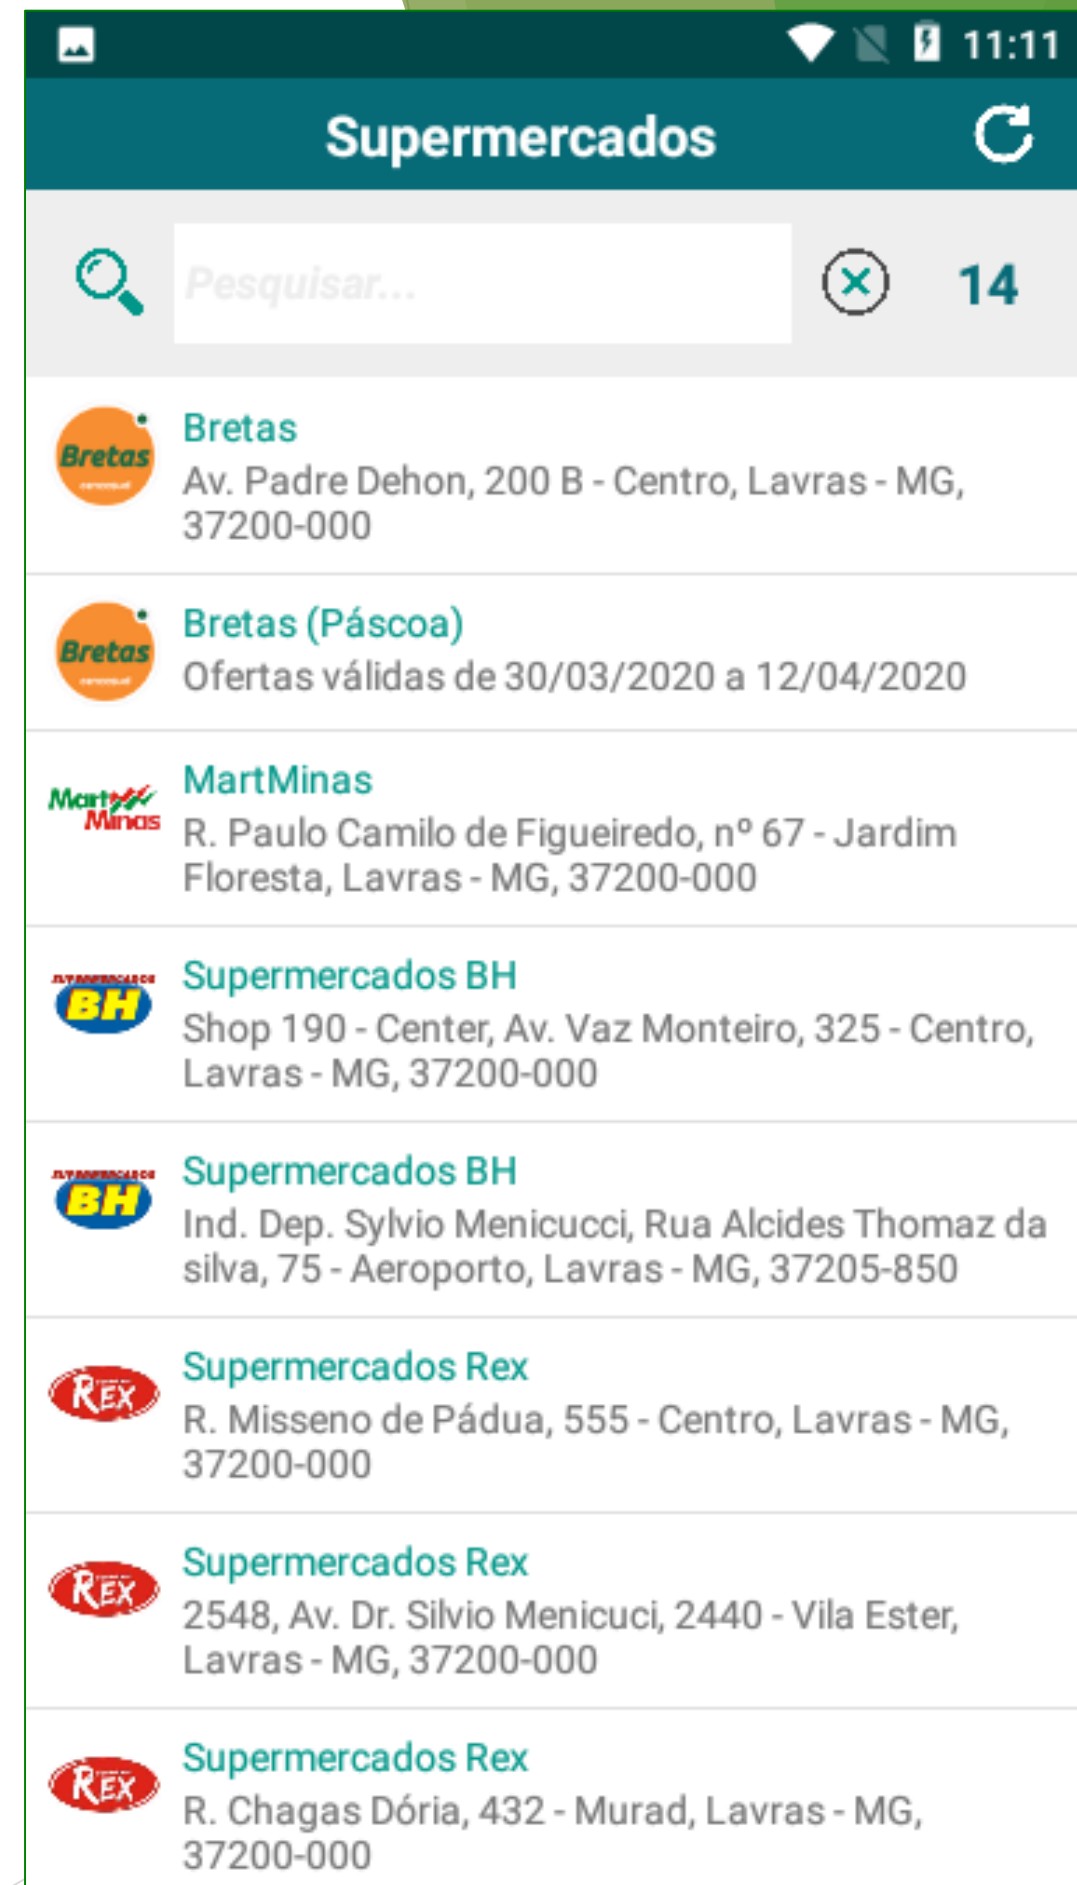 11:11
Supermercados
Pesquisar...
14
Bretas
Bretas
Av. Padre Dehon, 200 B - Centro, Lavras - MG,
37200-000
Bretas
Bretas (Páscoa)
Ofertas válidas de 30/03/2020 a 12/04/2020
Mart
Minas
MartMinas
R. Paulo Camilo de Figueiredo, nº 67 - Jardim
Floresta, Lavras - MG, 37200-000
BH
Supermercados BH
Shop 190 - Center, Av. Vaz Monteiro, 325 - Centro,
Lavras - MG, 37200-000
BH
Supermercados BH
Ind. Dep. Sylvio Menicucci, Rua Alcides Thomaz da
silva, 75 - Aeroporto, Lavras - MG, 37205-850
REX
Supermercados Rex
R. Misseno de Pádua, 555 - Centro, Lavras - MG,
37200-000
REX
Supermercados Rex
2548, Av. Dr. Silvio Menicuci, 2440 - Vila Ester,
Lavras - MG, 37200-000
REX
Supermercados Rex
R. Chagas Dória, 432 - Murad, Lavras - MG,
37200-000